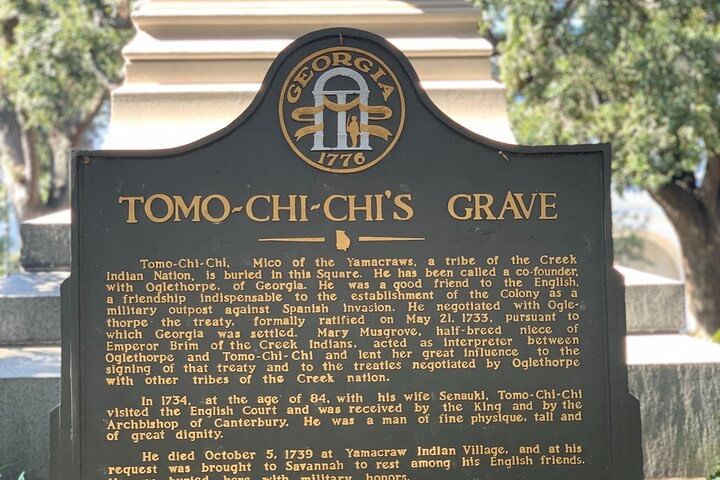 GEORGIA
1776
TOMO-CHI-CHI'S GRAVE
Tomo-Chi-Chi, Mico of the Yamacraws, a tribe of the Creek
Indian Nation, is buried in this Square. He has been called a co-founder,
with Oglethorpe, of Georgia. He was a good friend to the English,
a friendship indispensable to the establishment of the Colony as a
military outpost against Spanish invasion. He negotiated with Ogle-
thorpe the treaty, formally ratified on May 21, 1733, pursuant to
which Georgia was settled. Mary Musgrove, half-breed niece of
Emperor Brim of the Creek Indians, acted as interpreter between
Oglethorpe and Tomo-Chi-Chi and lent her great influence to the
signing of that treaty and to the treaties negotiated by Oglethorpe
with other tribes of the Creek nation.
In 1734, at the age of 84, with his wife Senauki, Tomo-Chi-Chi
visited the English Court and was received by the King and by the
Archbishop of Canterbury. He was a man of fine physique, tall and
of great dignity.
He died October 5, 1739 at Yamacraw Indian Village, and at his
request was brought to Savannah to rest among his English friends.
buried here with military honors.